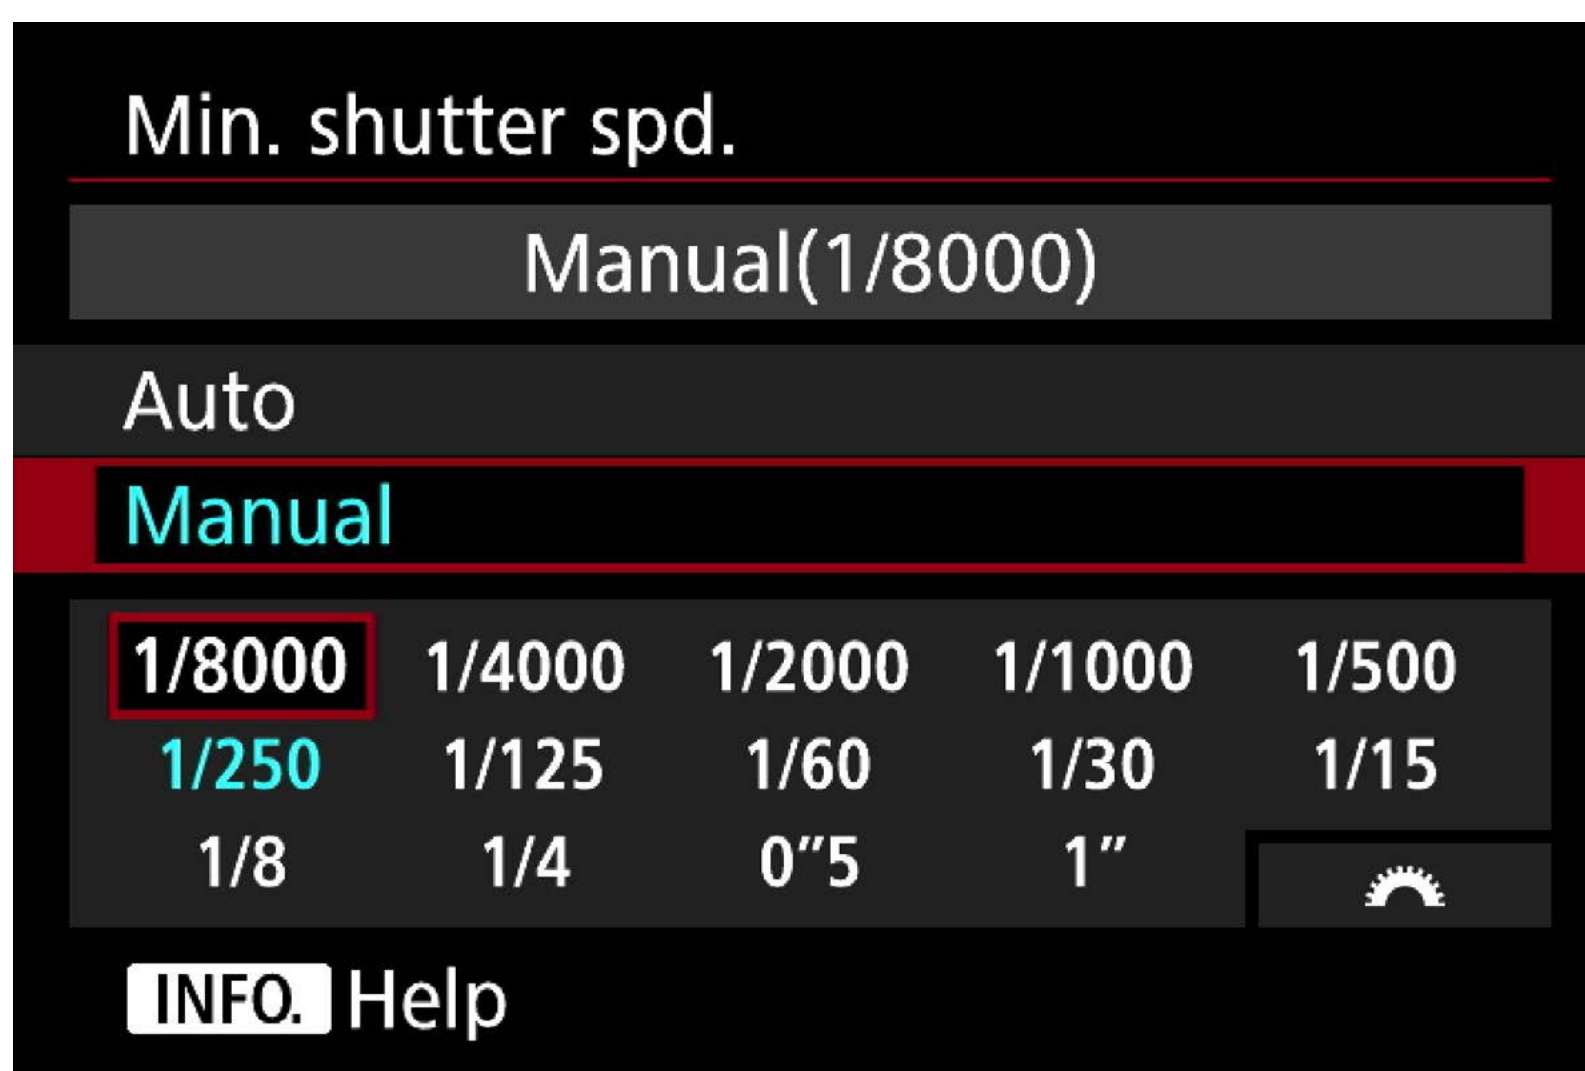 Min. shutter spd.
Manual(1/8000)
Auto
Manual
1/8000 1/4000 1/2000 1/1000 1/500
1/250 1/125 1/60 1/30 1/15
1/8 1/4 0"5 1"
INFO. Help